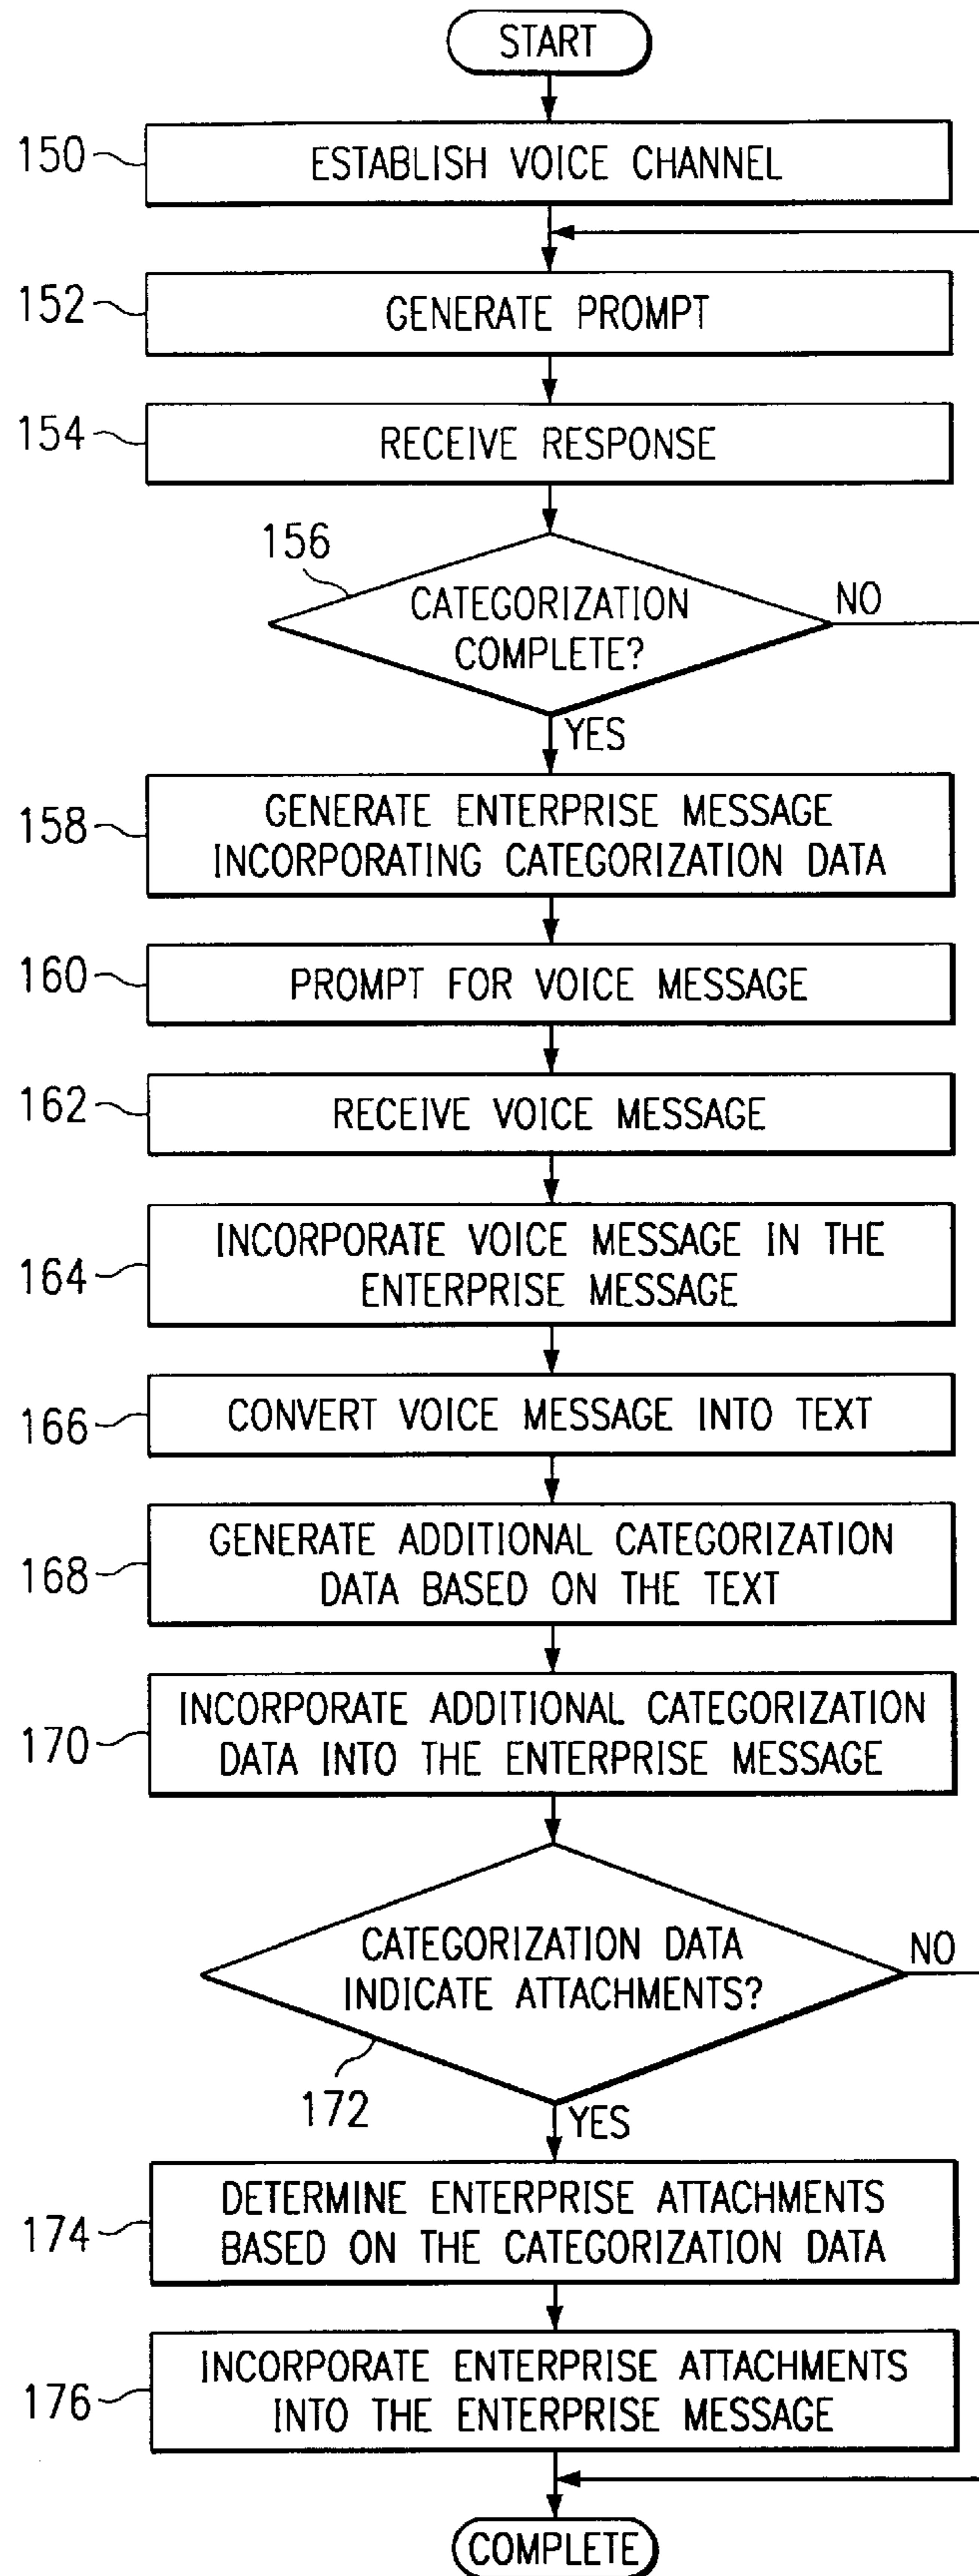 START
150
ESTABLISH VOICE CHANNEL
152
GENERATE PROMPT
154
RECEIVE RESPONSE
156
CATEGORIZATION
COMPLETE?
NO
YES
158
GENERATE ENTERPRISE MESSAGE
INCORPORATING CATEGORIZATION DATA
160
PROMPT FOR VOICE MESSAGE
162
RECEIVE VOICE MESSAGE
164
INCORPORATE VOICE MESSAGE IN THE
ENTERPRISE MESSAGE
166
CONVERT VOICE MESSAGE INTO TEXT
168
GENERATE ADDITIONAL CATEGORIZATION
DATA BASED ON THE TEXT
170
INCORPORATE ADDITIONAL CATEGORIZATION
DATA INTO THE ENTERPRISE MESSAGE
CATEGORIZATION DATA
INDICATE ATTACHMENTS?
NO
172
YES
174
DETERMINE ENTERPRISE ATTACHMENTS
BASED ON THE CATEGORIZATION DATA
176
INCORPORATE ENTERPRISE ATTACHMENTS
INTO THE ENTERPRISE MESSAGE
COMPLETE